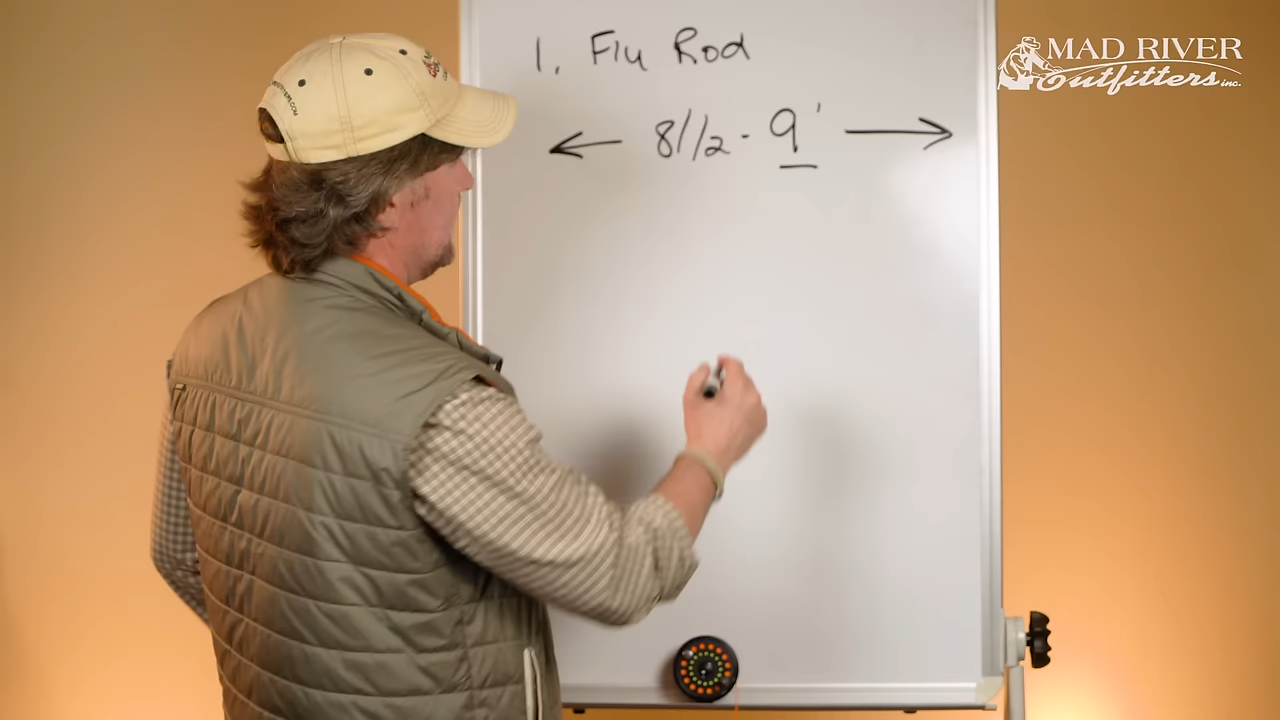 1. Fly Rod
← 8 1/2 - 9' →
MAD RIVER
Outfitters inc.